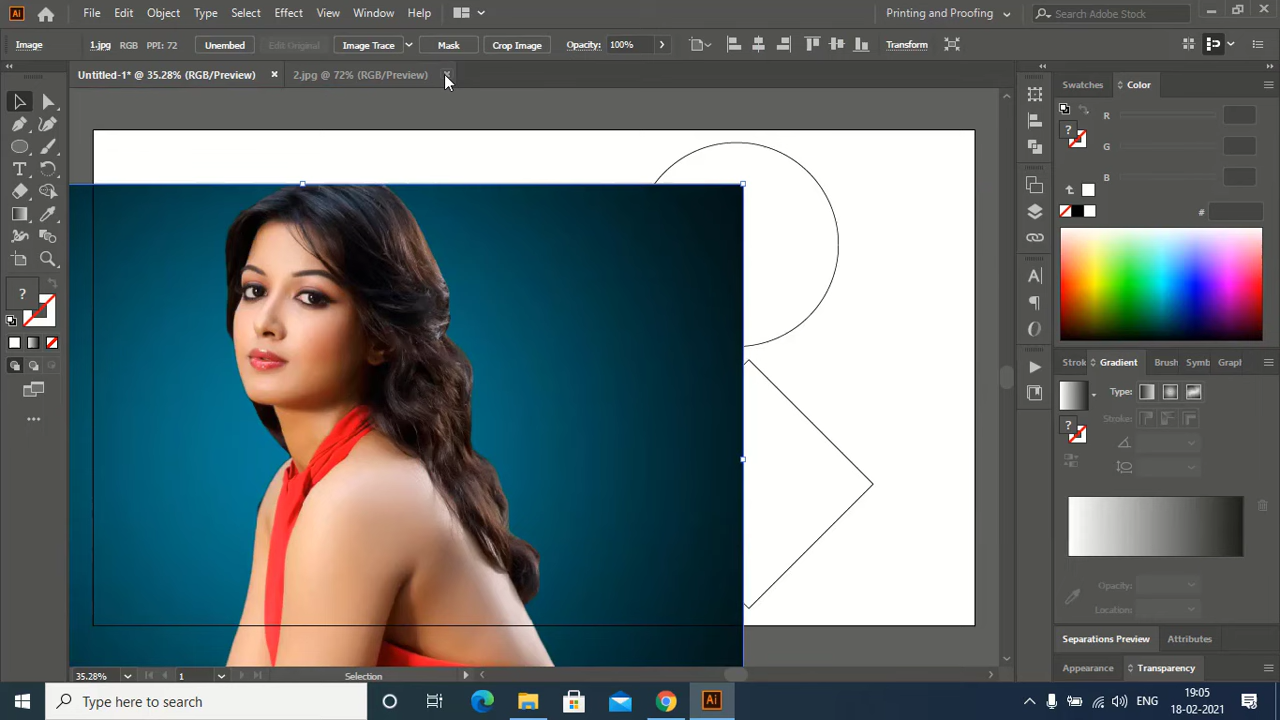 Ai File Edit Object Type Select Effect View Window Help Printing and Proofing Search Adobe Stock
Image 1.jpg RGB PPI: 72 Unembed Edit Original Image Trace Mask Crop Image Opacity: 100% Transform
Untitled-1* @ 35.28% (RGB/Preview) × 2.jpg @ 72% (RGB/Preview) ×
Swatches Color
R
G
B
#
Strok Gradient Brush Symb Graph
Type:
Stroke:
Opacity:
Location:
Separations Preview Attributes
Appearance Transparency
35.28% 1 Selection
Type here to search
Ai
ENG
19:05
18-02-2021